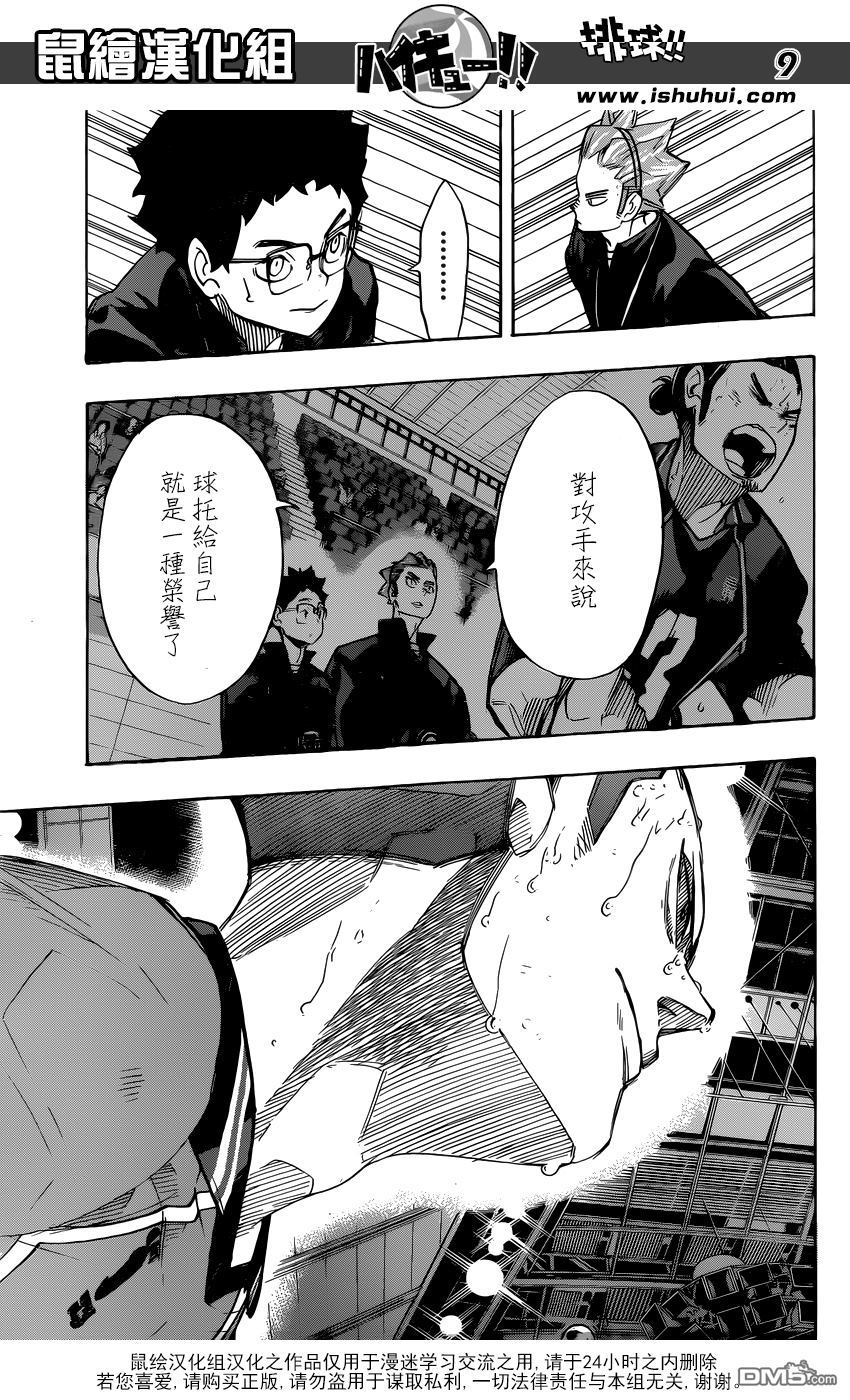 鼠繪漢化組
ハイキュー!!
排球!!
9
www.ishuhui.com
………
對攻手來說
球托給自己
就是一種榮譽了
鼠绘汉化组汉化之作品仅用于漫迷学习交流之用, 请于24小时之内删除
若您喜爱, 请购买正版, 请勿盗用于谋取私利, 一切法律责任与本组无关, 谢谢。
DM5.com